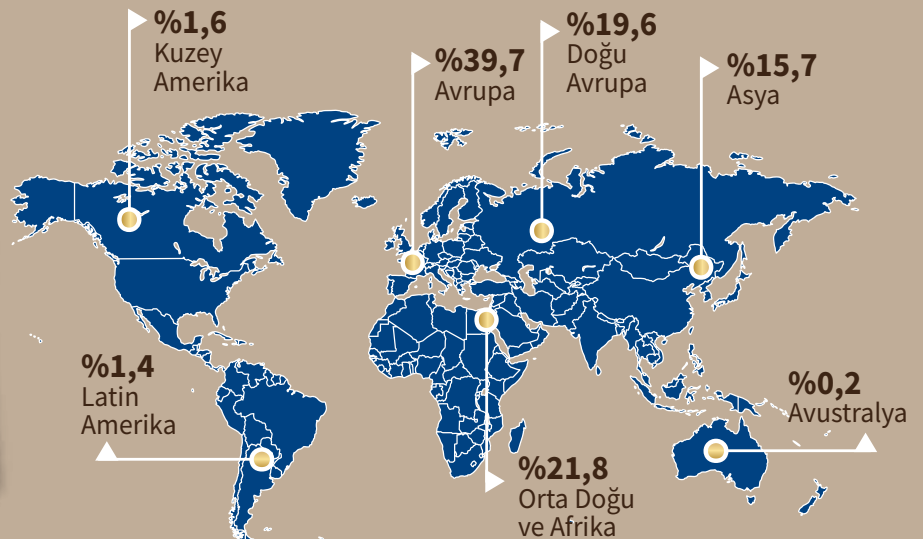 %1,6
Kuzey
Amerika
%39,7
Avrupa
%19,6
Doğu
Avrupa
%15,7
Asya
%1,4
Latin
Amerika
%21,8
Orta Doğu
ve Afrika
%0,2
Avustralya